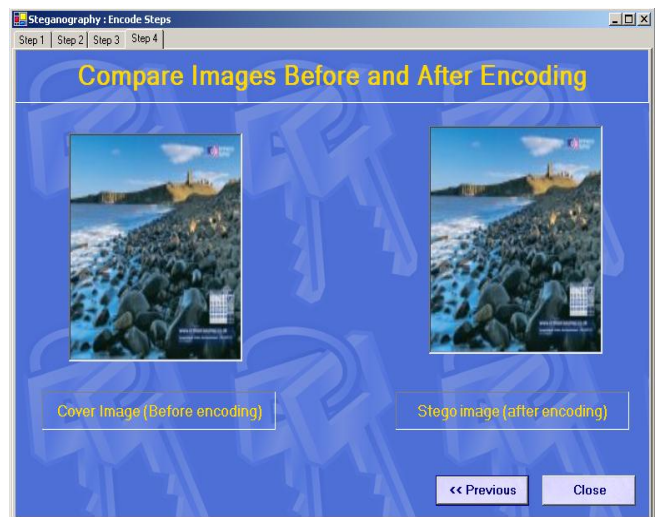 Steganography : Encode Steps
Step 1 Step 2 Step 3 Step 4
Compare Images Before and After Encoding
Cover Image (Before encoding)
Stego image (after encoding)
<< Previous
Close